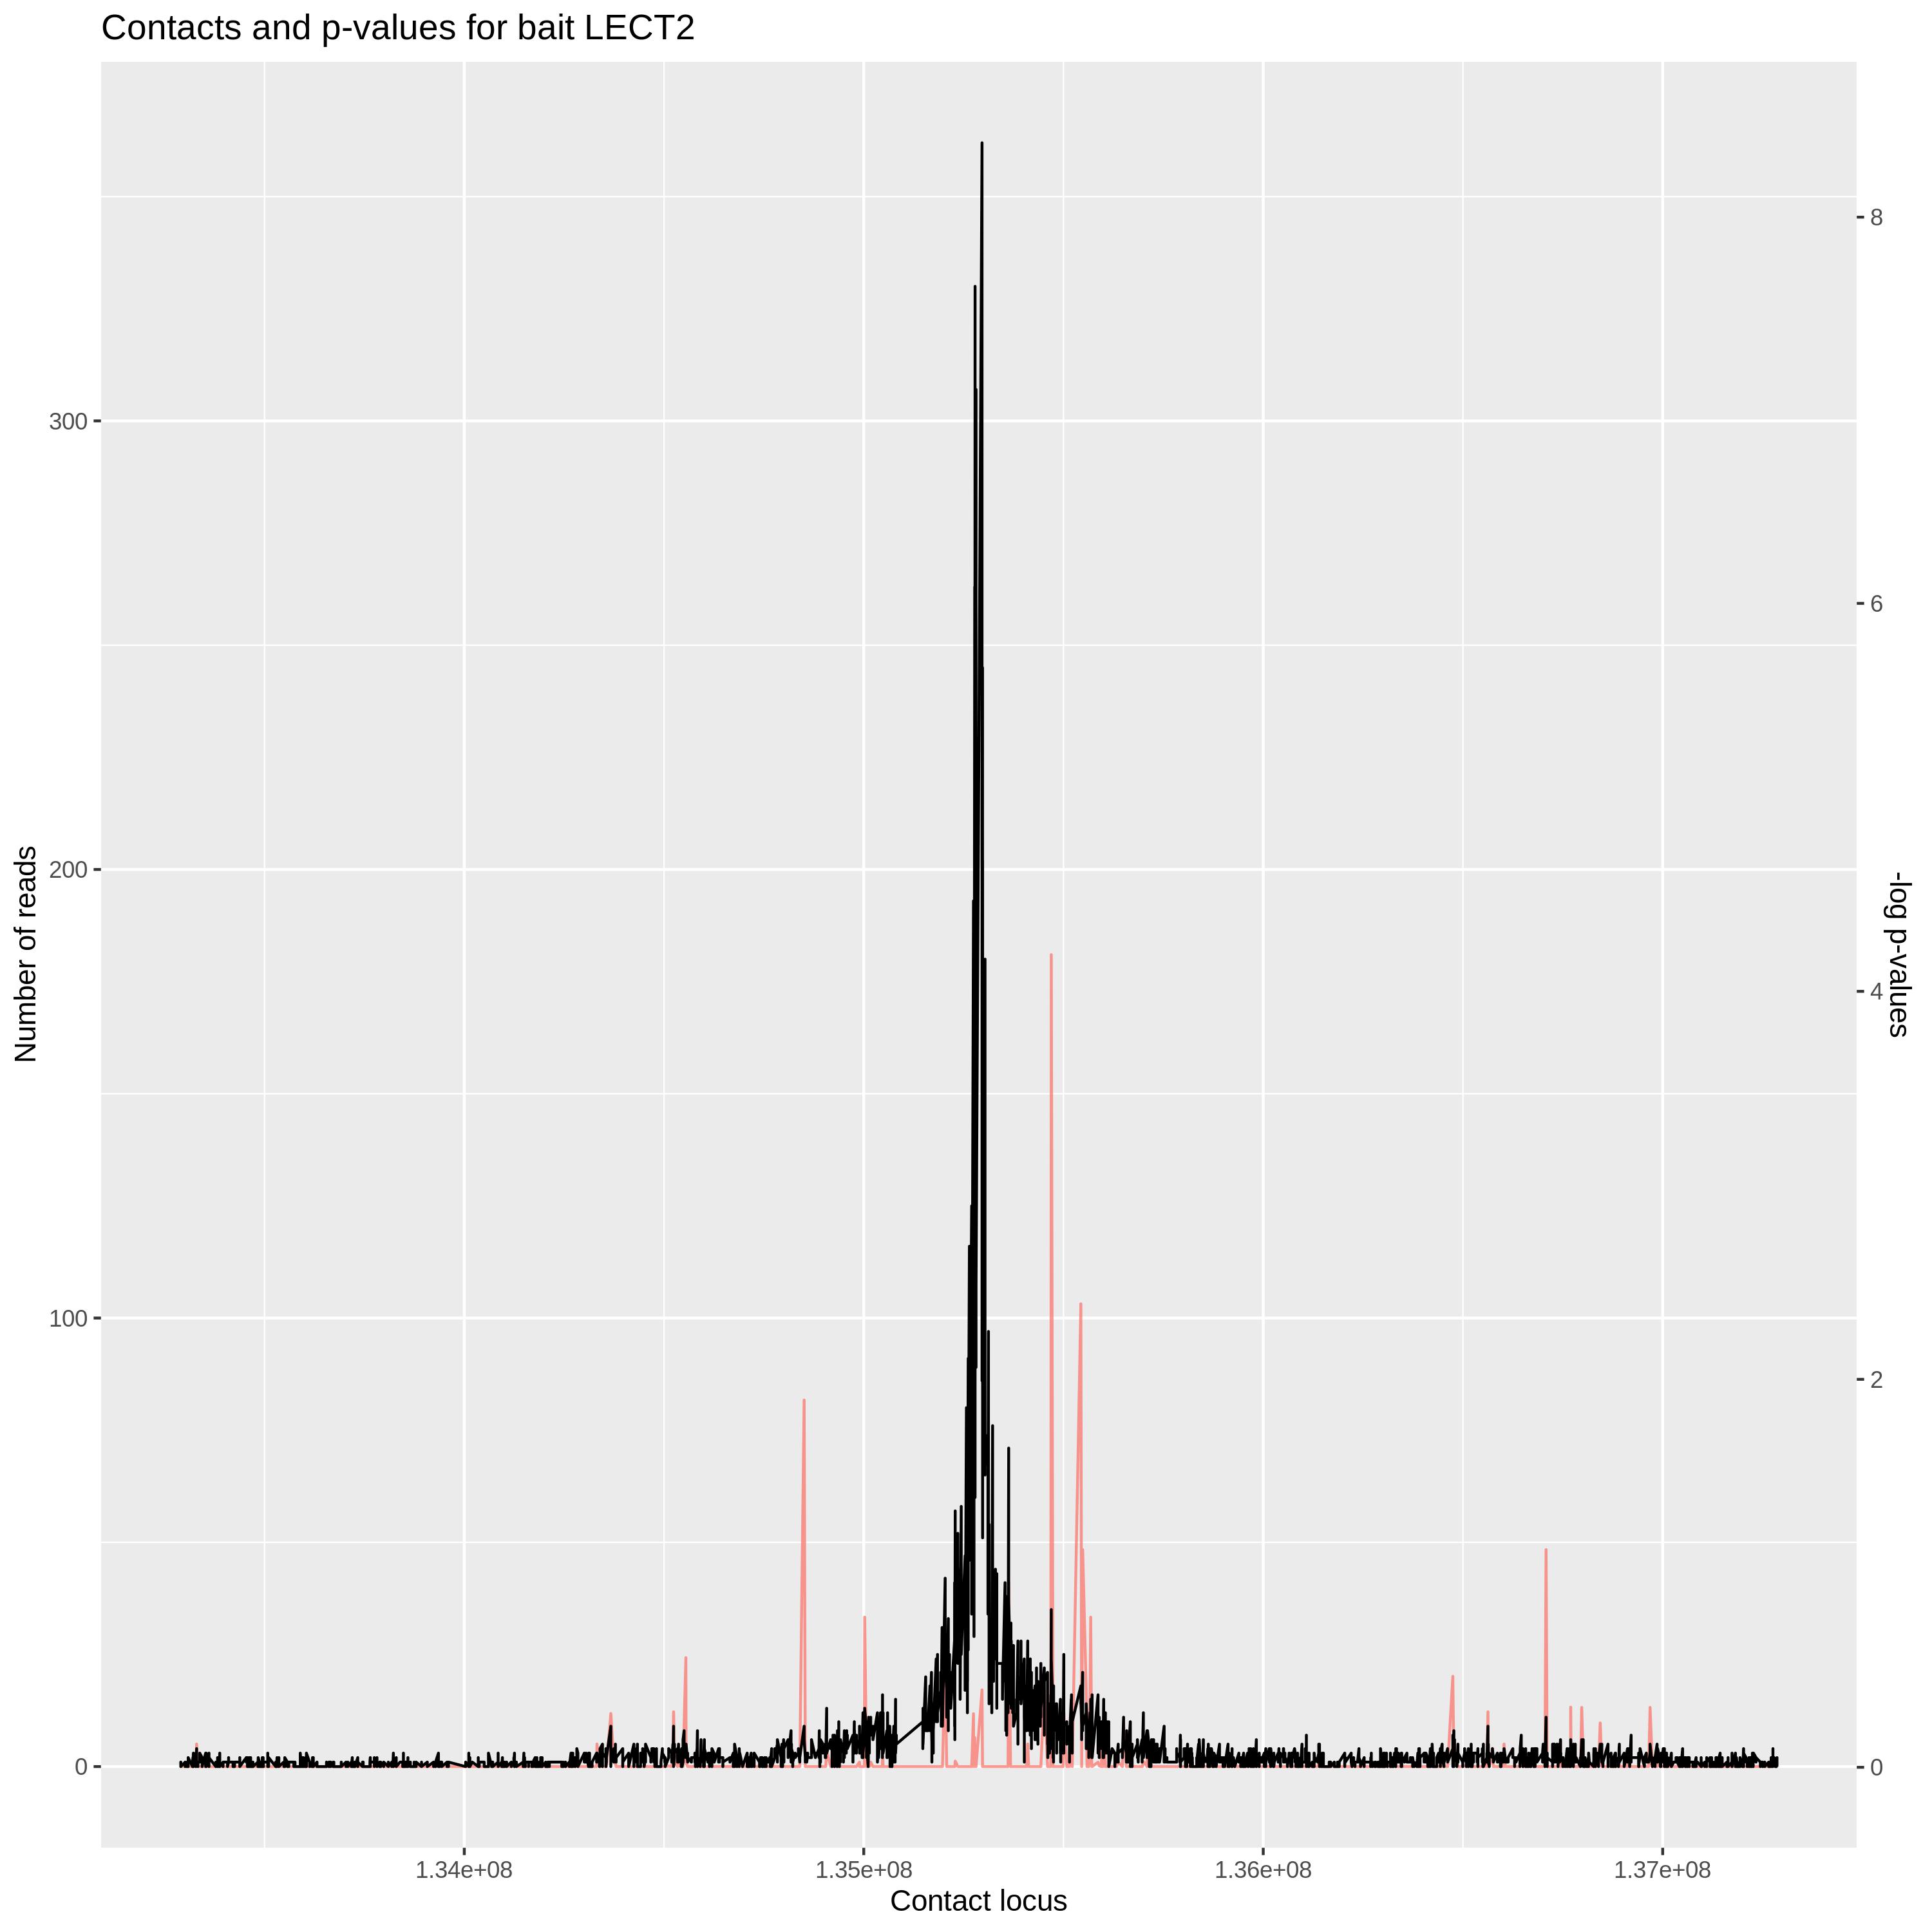 Contacts and p-values for bait LECT2
Number of reads
300
200
100
0
8
6
4
2
0
-log p-values
1.34e+08
1.35e+08
1.36e+08
1.37e+08
Contact locus